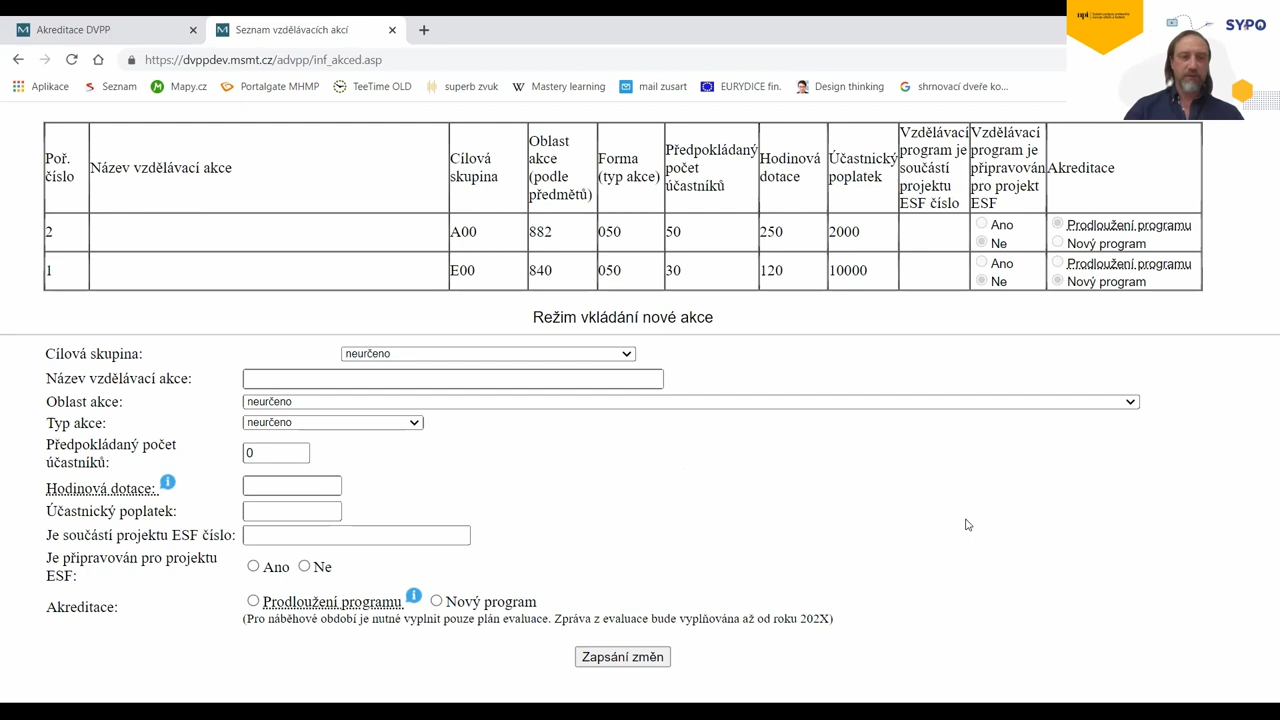 Akreditace DVPP
Seznam vzdělávacích akcí
https://dvppdev.msmt.cz/advpp/inf_akced.asp
Aplikace
Seznam
Mapy.cz
Portalgate MHMP
TeeTime OLD
superb zvuk
Mastery learning
mail zusart
EURYDICE fin.
Design thinking
shrnovací dveře ko...
npi
SYPO
Poř.
číslo
Název vzdělávací akce
Cílová
skupina
Oblast
akce
(podle
předmětů)
Forma
(typ akce)
Předpokládaný
počet
účastníků
Hodinová
dotace
Účastnický
poplatek
Vzdělávací
program je
součástí
projektu
ESF číslo
Vzdělávací
program je
připravován
pro projekt
ESF
Akreditace
2
A00
882
050
50
250
2000
Ano
Ne
Prodloužení programu
Nový program
1
E00
840
050
30
120
10000
Ano
Ne
Prodloužení programu
Nový program
Režim vkládání nové akce
Cílová skupina:
neurčeno
Název vzdělávací akce:
Oblast akce:
neurčeno
Typ akce:
neurčeno
Předpokládaný počet
účastníků:
0
Hodinová dotace:
Účastnický poplatek:
Je součástí projektu ESF číslo:
Je připravován pro projektu
ESF:
Ano
Ne
Akreditace:
Prodloužení programu
Nový program
(Pro náběhové období je nutné vyplnit pouze plán evaluace. Zpráva z evaluace bude vyplňována až od roku 202X)
Zapsání změn